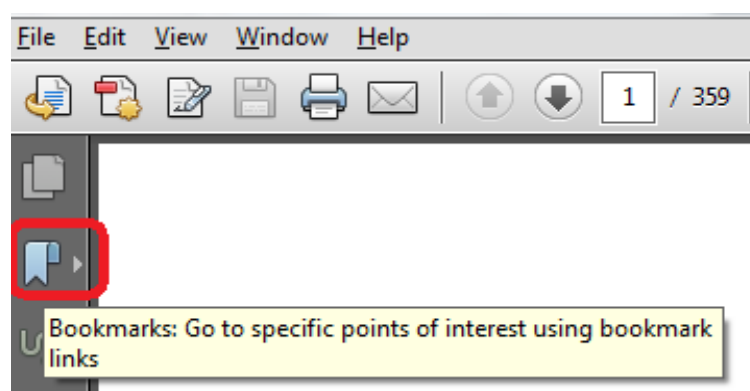 File Edit View Window Help
1 / 359
Bookmarks: Go to specific points of interest using bookmark
links